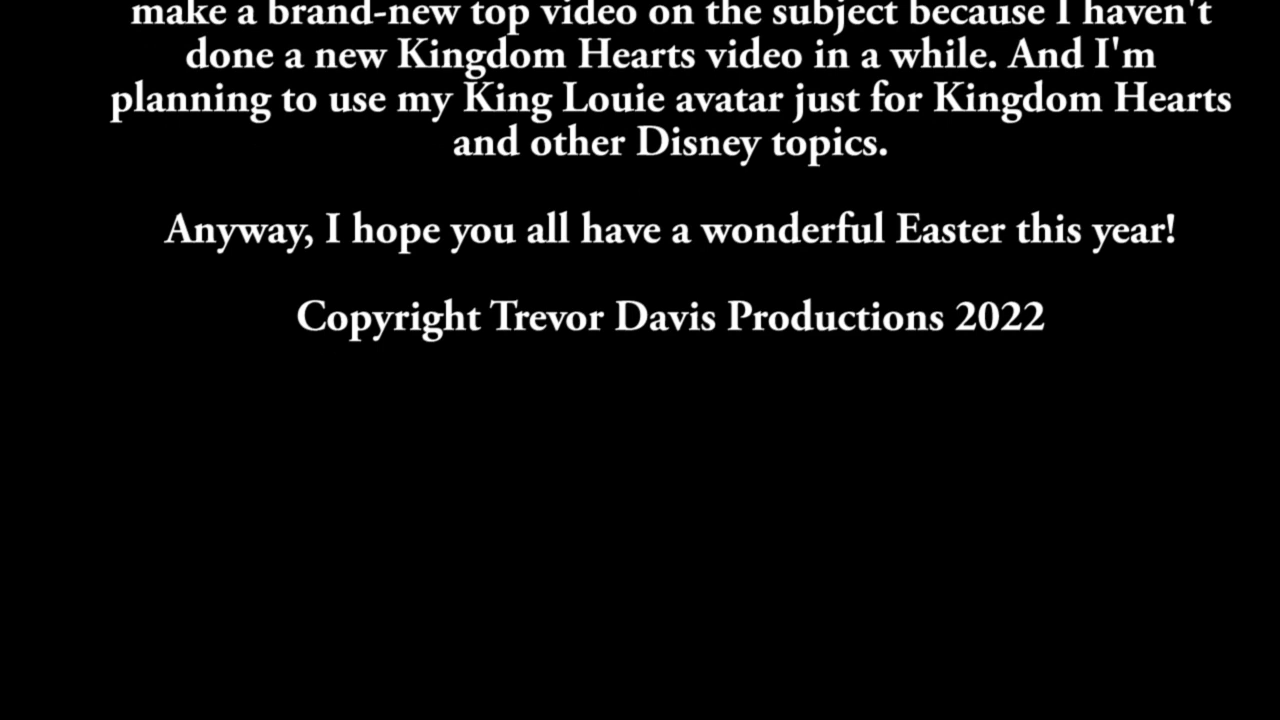 make a brand-new top video on the subject because I haven't
done a new Kingdom Hearts video in a while. And I'm
planning to use my King Louie avatar just for Kingdom Hearts
and other Disney topics.
Anyway, I hope you all have a wonderful Easter this year!
Copyright Trevor Davis Productions 2022